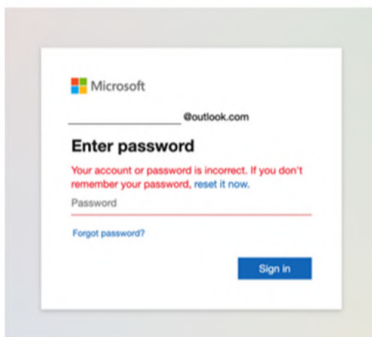 Microsoft
@outlook.com
Enter password
Your account or password is incorrect. If you don't
remember your password, reset it now.
Password
Forgot password?
Sign in